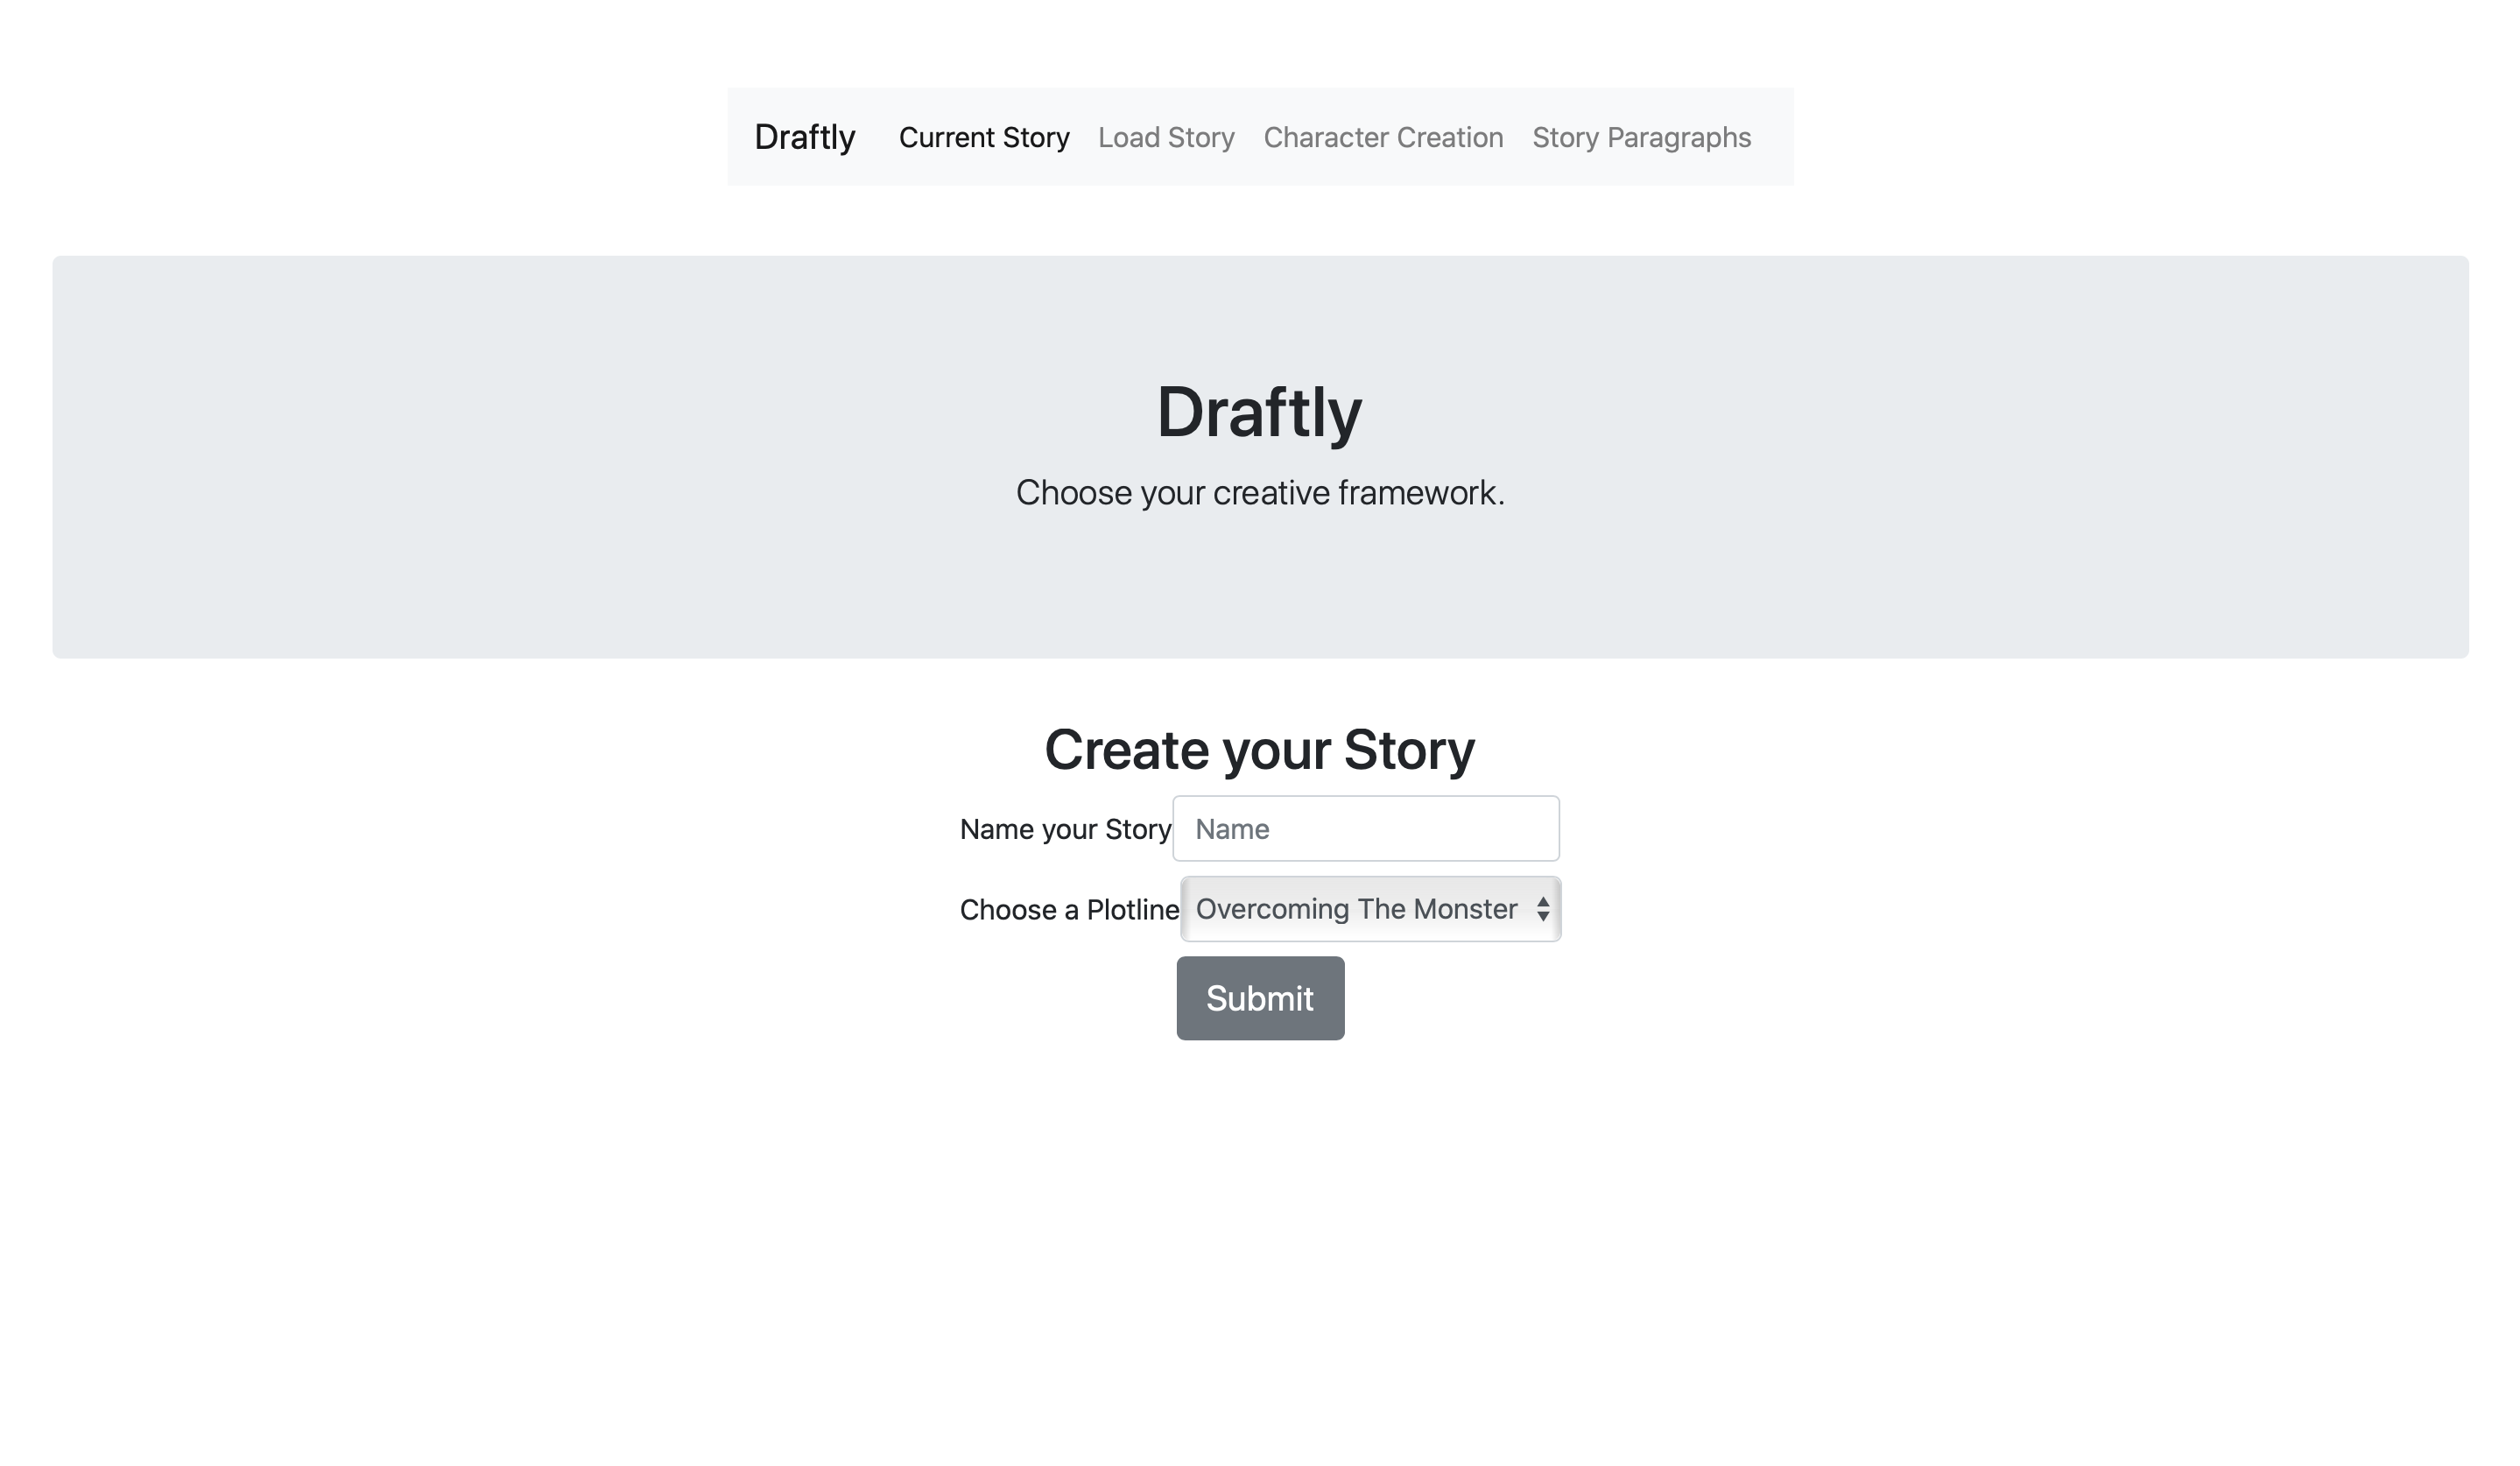 Draftly Current Story Load Story Character Creation Story Paragraphs
Draftly
Choose your creative framework.
Create your Story
Name your Story Name
Choose a Plotline Overcoming The Monster
Submit